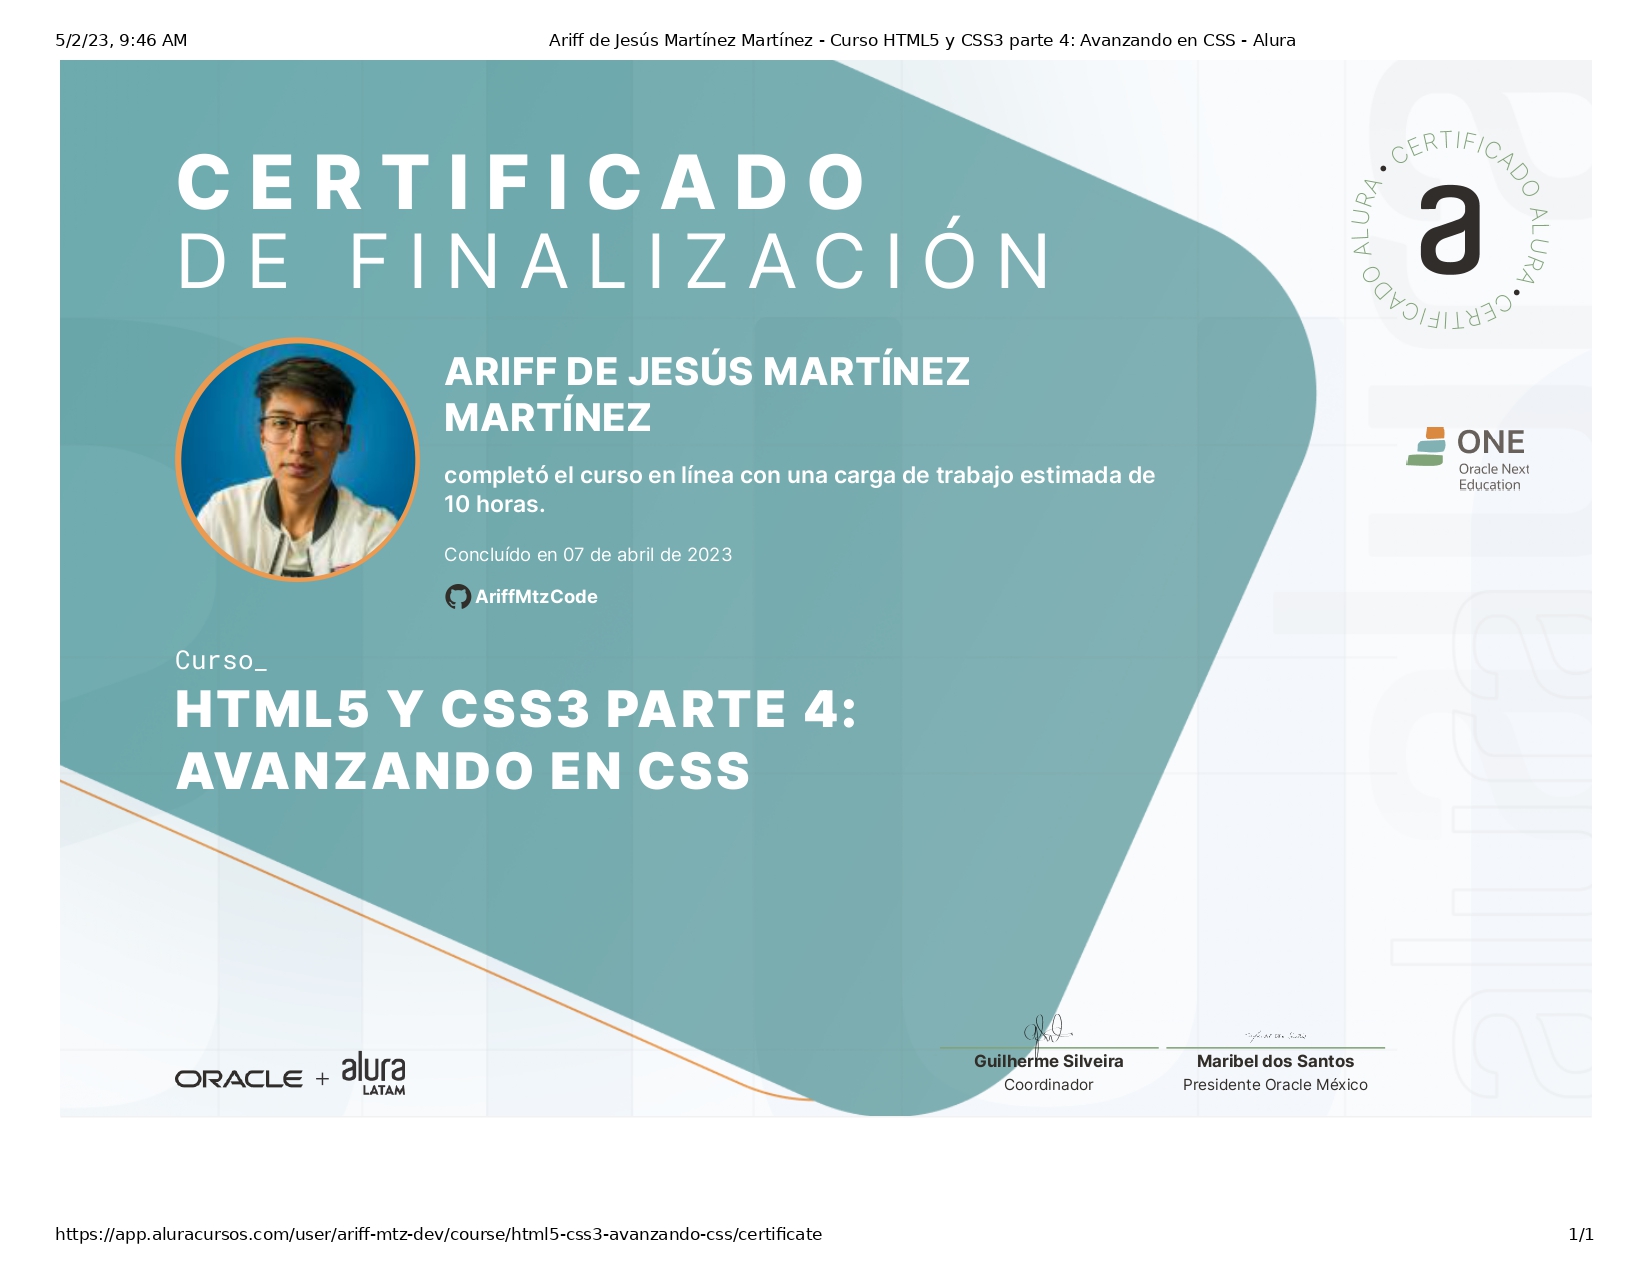 5/2/23, 9:46 AM
Ariff de Jesús Martínez Martínez - Curso HTML5 y CSS3 parte 4: Avanzando en CSS - Alura
CERTIFICADO
DE FINALIZACIÓN
CERTIFICADO ALURA • CERTIFICADO ALURA •
a
ARIFF DE JESÚS MARTÍNEZ
MARTÍNEZ
completó el curso en línea con una carga de trabajo estimada de
10 horas.
Concluído en 07 de abril de 2023
AriffMtzCode
ONE
Oracle Next
Education
Curso_
HTML5 Y CSS3 PARTE 4:
AVANZANDO EN CSS
alura
ORACLE + alura
LATAM
Guilherme Silveira
Coordinador
Maribel dos Santos
Presidente Oracle México
https://app.aluracursos.com/user/ariff-mtz-dev/course/html5-css3-avanzando-css/certificate
1/1